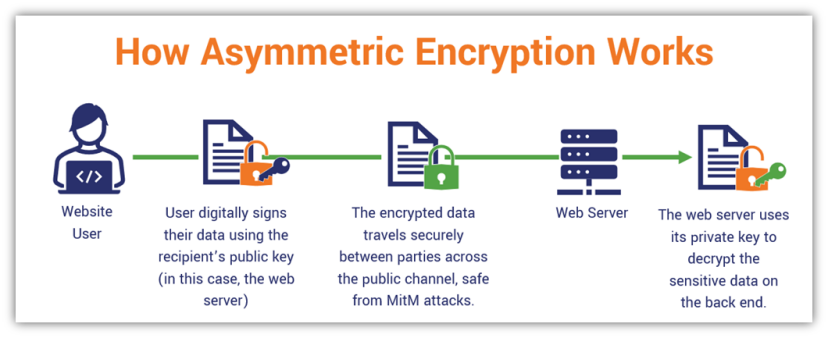 How Asymmetric Encryption Works
</>
Website
User
User digitally signs
their data using the
recipient's public key
(in this case, the web
server)
The encrypted data
travels securely
between parties across
the public channel, safe
from MitM attacks.
Web Server
The web server uses
its private key to
decrypt the
sensitive data on
the back end.